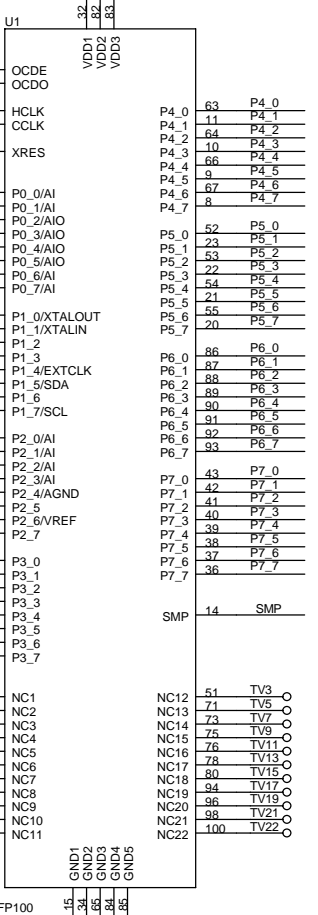 32 82 83
U1
VDD1 VDD2 VDD3
OCDE
OCDO
HCLK P4_0 63 P4_0
CCLK P4_1 11 P4_1
P4_2 64 P4_2
XRES P4_3 10 P4_3
P4_4 66 P4_4
P4_5 9 P4_5
P0_0/AI P4_6 67 P4_6
P0_1/AI P4_7 8 P4_7
P0_2/AIO
P0_3/AIO P5_0 52 P5_0
P0_4/AIO P5_1 23 P5_1
P0_5/AIO P5_2 53 P5_2
P0_6/AI P5_3 22 P5_3
P0_7/AI P5_4 54 P5_4
P5_5 21 P5_5
P1_0/XTALOUT P5_6 55 P5_6
P1_1/XTALIN P5_7 20 P5_7
P1_2
P1_3 P6_0 86 P6_0
P1_4/EXTCLK P6_1 87 P6_1
P1_5/SDA P6_2 88 P6_2
P1_6 P6_3 89 P6_3
P1_7/SCL P6_4 90 P6_4
P6_5 91 P6_5
P2_0/AI P6_6 92 P6_6
P2_1/AI P6_7 93 P6_7
P2_2/AI
P2_3/AI P7_0 43 P7_0
P2_4/AGND P7_1 42 P7_1
P2_5 P7_2 41 P7_2
P2_6/VREF P7_3 40 P7_3
P2_7 P7_4 39 P7_4
P7_5 38 P7_5
P3_0 P7_6 37 P7_6
P3_1 P7_7 36 P7_7
P3_2
P3_3
P3_4 SMP 14 SMP
P3_5
P3_6
P3_7
NC1 NC12 51 TV3
NC2 NC13 71 TV5
NC3 NC14 73 TV7
NC4 NC15 75 TV9
NC5 NC16 76 TV11
NC6 NC17 78 TV13
NC7 NC18 80 TV15
NC8 NC19 94 TV17
NC9 NC20 96 TV19
NC10 NC21 98 TV21
NC11 NC22 100 TV22
GND1 GND2 GND3 GND4 GND5
FP100
15 34 65 84 85